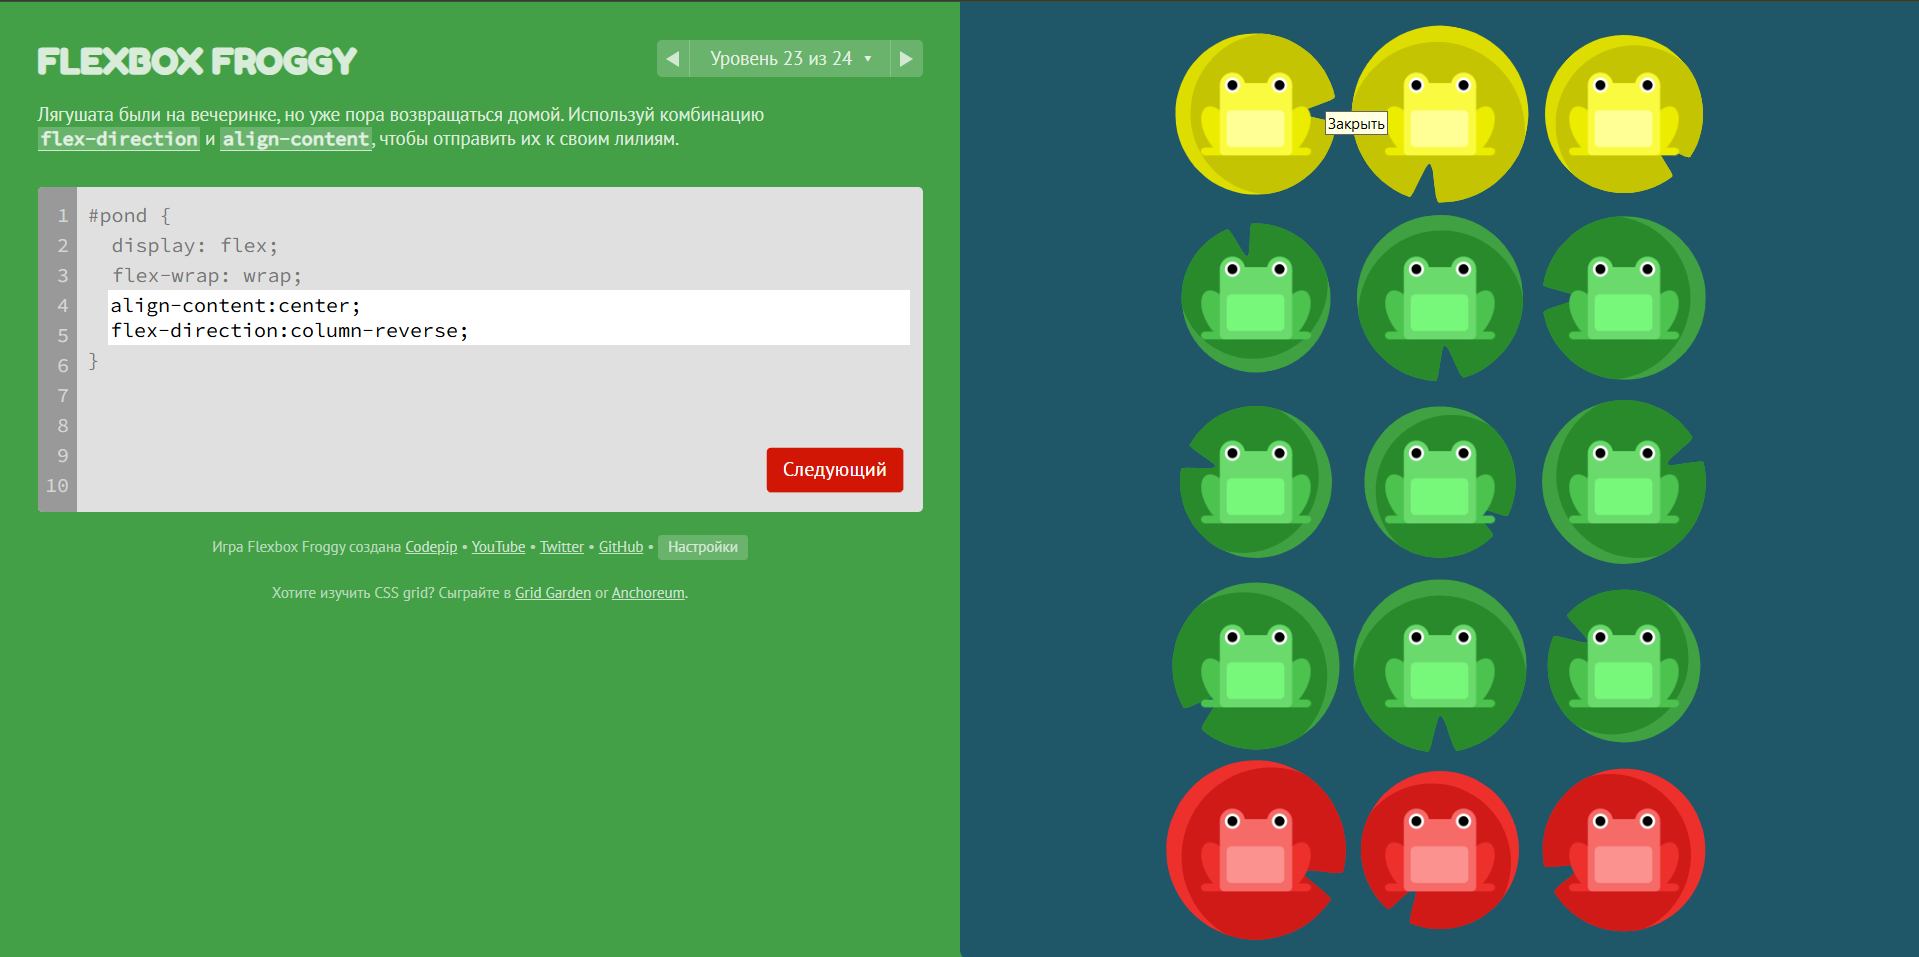 FLEXBOX FROGGY
Уровень 23 из 24
Лягушата были на вечеринке, но уже пора возвращаться домой. Используй комбинацию
flex-direction и align-content, чтобы отправить их к своим лилиям.
1 #pond {
2 display: flex;
3 flex-wrap: wrap;
4 align-content:center;
5 flex-direction:column-reverse;
6 }
7
8
9
10
Следующий
Игра Flexbox Froggy создана Codepip • YouTube • Twitter • GitHub • Настройки
Хотите изучить CSS grid? Сыграйте в Grid Garden or Anchoreum.
Закрыть